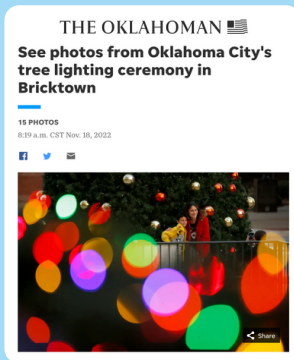 THE OKLAHOMAN
See photos from Oklahoma City's
tree lighting ceremony in
Bricktown
15 PHOTOS
8:19 a.m. CST Nov. 18, 2022
Share